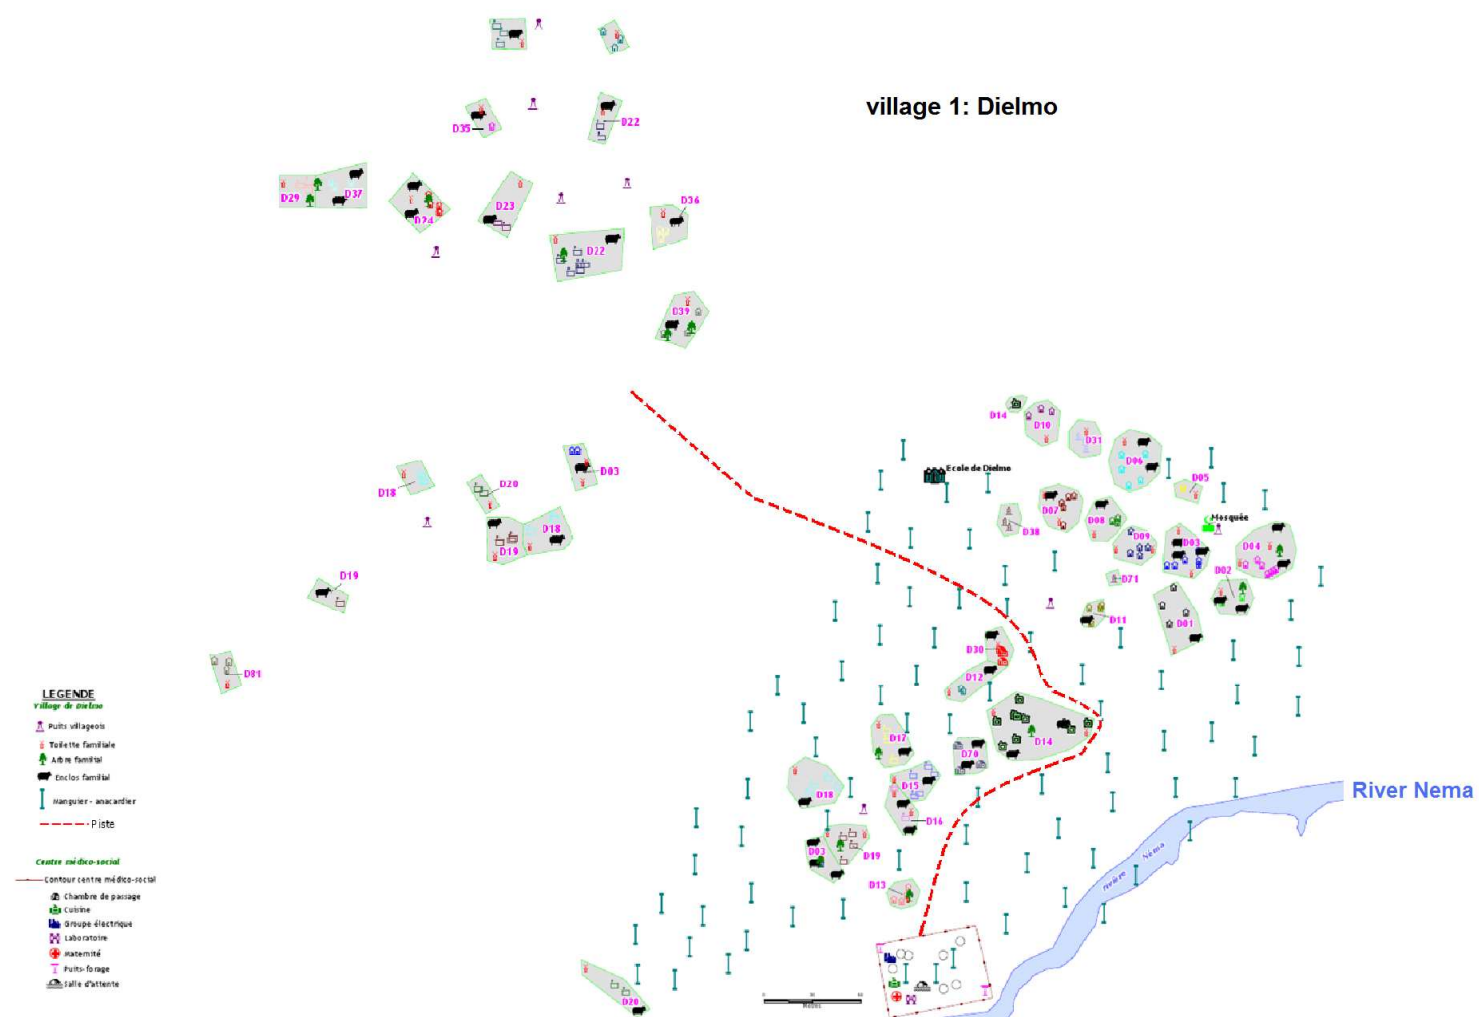 village 1: Dielmo
D35
D22
D29
D37
D24
D23
D36
D22
D39
D14
D10
D31
D06
D05
Ecole de Dielmo
D03
D18
D20
D07
D08
D38
D09
Mosquée
D03
D04
D19
D18
D71
D02
D19
D11
D01
D81
D30
D12
D17
D70
D14
D18
D15
D16
River Nema
D03
D19
D13
rivière Néma
D20
LEGENDE
Village de Dielmo
Puits villageois
Toilette familiale
Arbre familial
Enclos familial
Manguier - anacardier
Piste
Centre médico-social
Contour centre médico-social
Chambre de passage
Cuisine
Groupe électrique
Laboratoire
Maternité
Puits-forage
Salle d'attente